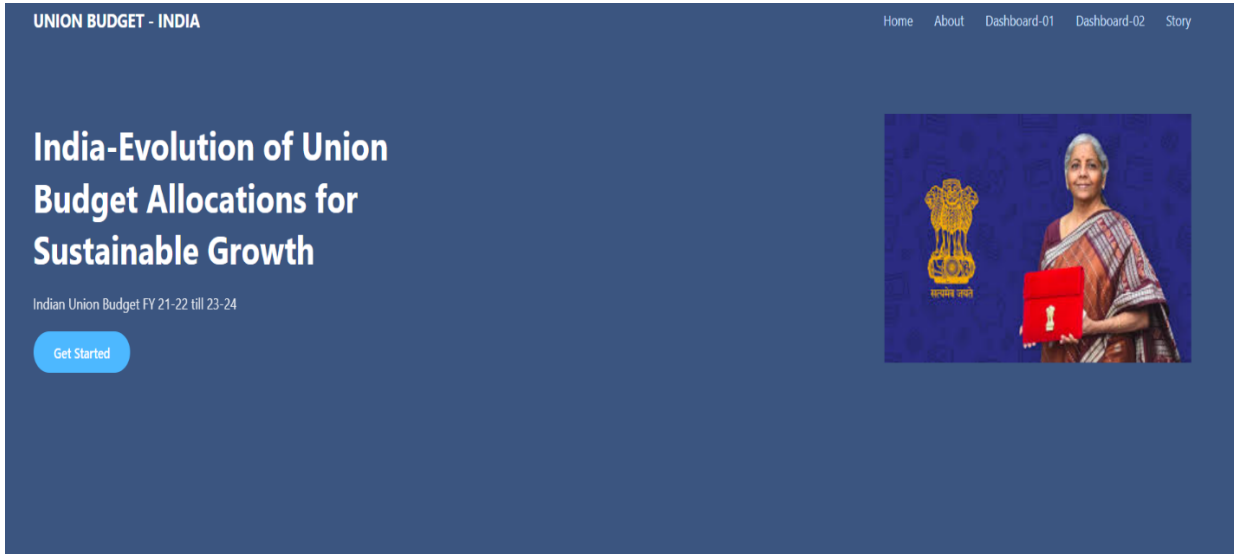 UNION BUDGET - INDIA
Home About Dashboard-01 Dashboard-02 Story
India-Evolution of Union
Budget Allocations for
Sustainable Growth
Indian Union Budget FY 21-22 till 23-24
Get Started
सत्यमेव जयते